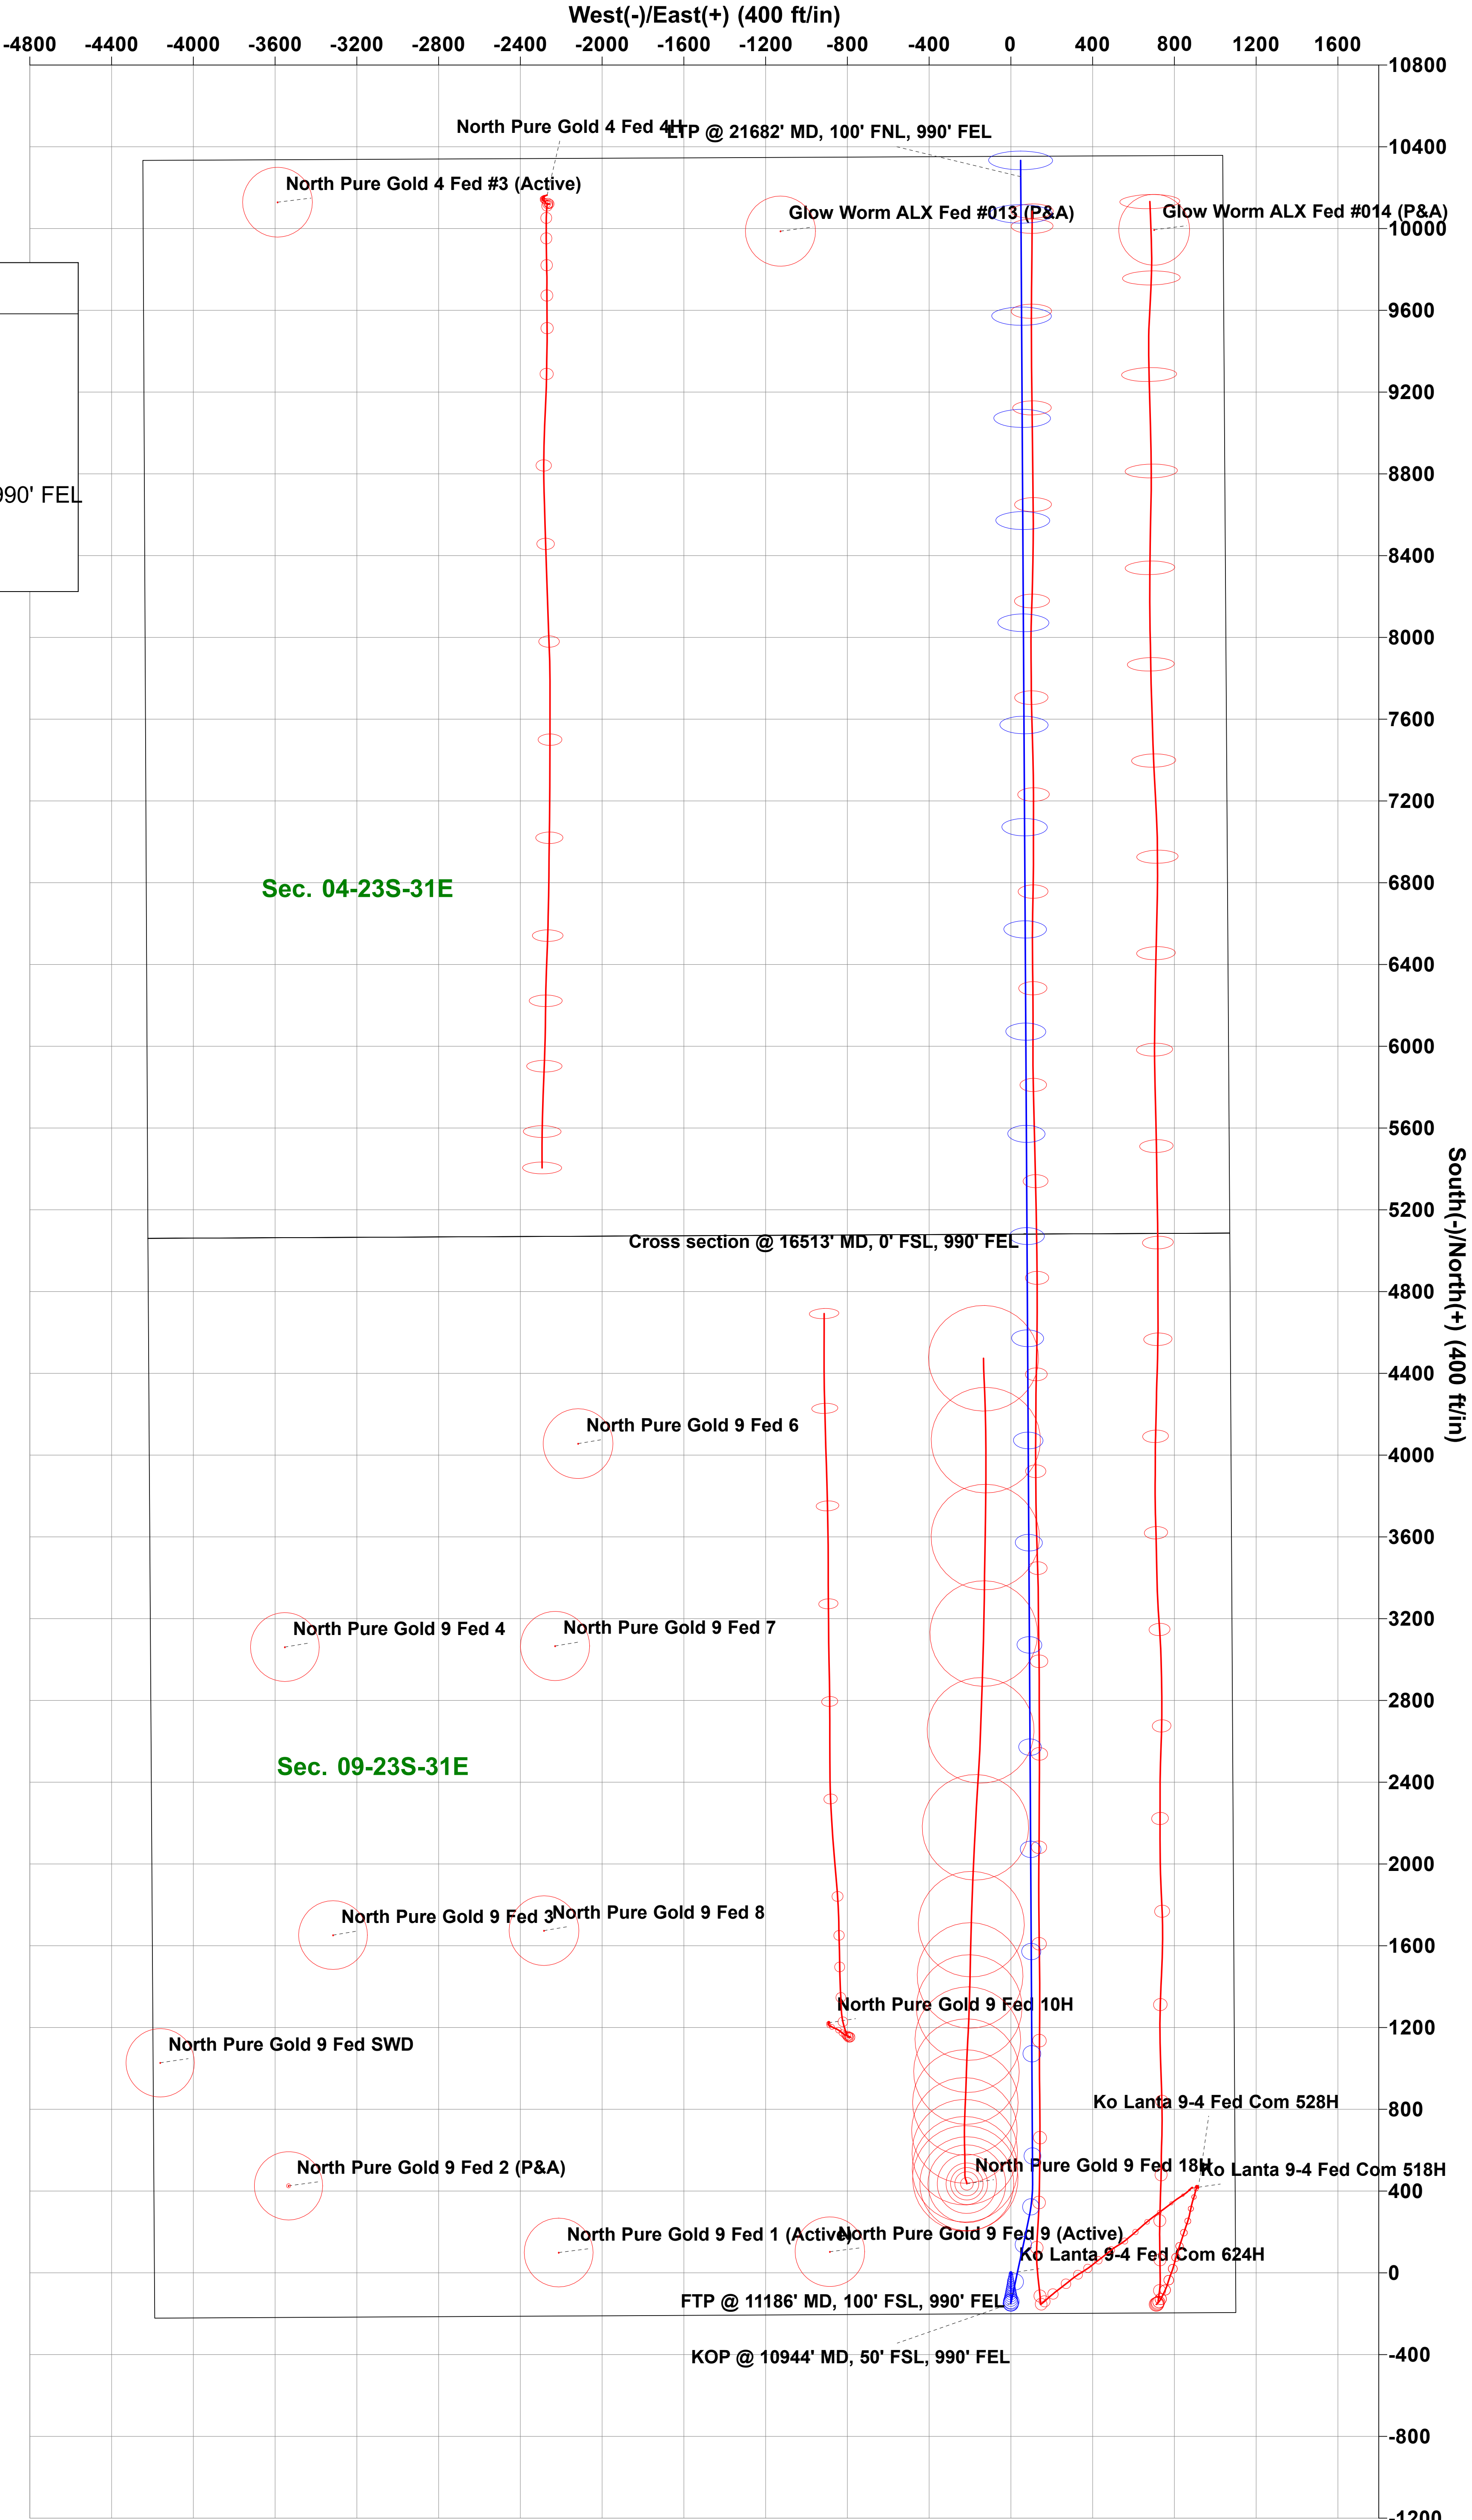 West(-)/East(+) (400 ft/in)
-4800 -4400 -4000 -3600 -3200 -2800 -2400 -2000 -1600 -1200 -800 -400 0 400 800 1200 1600
10800
North Pure Gold 4 Fed 4H
LTP @ 21682' MD, 100' FNL, 990' FEL
10400
North Pure Gold 4 Fed #3 (Active)
Glow Worm ALX Fed #013 (P&A)
Glow Worm ALX Fed #014 (P&A)
10000
9600
9200
8800
990' FEL
8400
8000
7600
7200
6800
Sec. 04-23S-31E
6400
6000
5600
5200
South(-)/North(+) (400 ft/in)
Cross section @ 16513' MD, 0' FSL, 990' FEL
4800
4400
North Pure Gold 9 Fed 6
4000
3600
3200
North Pure Gold 9 Fed 4
North Pure Gold 9 Fed 7
2800
Sec. 09-23S-31E
2400
2000
North Pure Gold 9 Fed 3
North Pure Gold 9 Fed 8
1600
North Pure Gold 9 Fed 10H
1200
North Pure Gold 9 Fed SWD
Ko Lanta 9-4 Fed Com 528H
800
North Pure Gold 9 Fed 2 (P&A)
North Pure Gold 9 Fed 18H
Ko Lanta 9-4 Fed Com 518H
400
North Pure Gold 9 Fed 1 (Active)
North Pure Gold 9 Fed 9 (Active)
Ko Lanta 9-4 Fed Com 624H
0
FTP @ 11186' MD, 100' FSL, 990' FEL
KOP @ 10944' MD, 50' FSL, 990' FEL
-400
-800
-1200